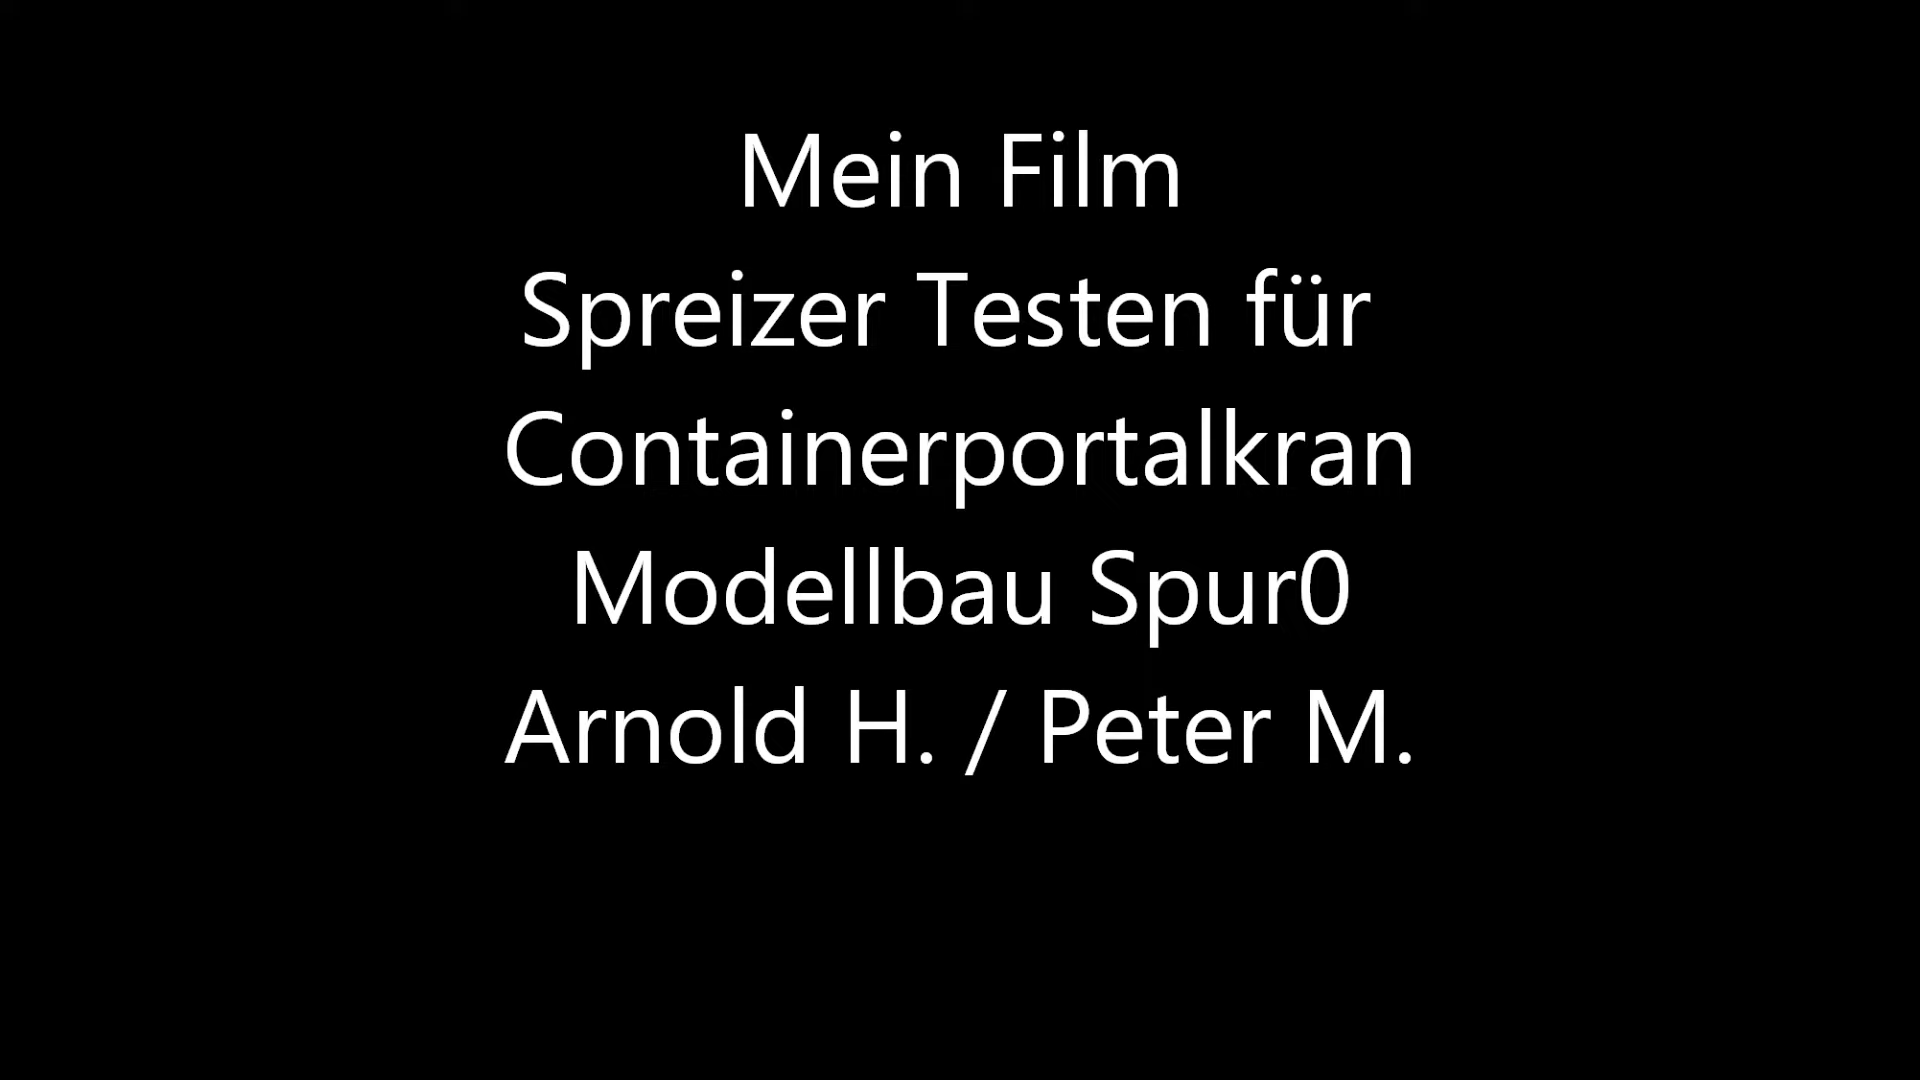 Mein Film
Spreizer Testen für
Containerportalkran
Modellbau Spur0
Arnold H. / Peter M.